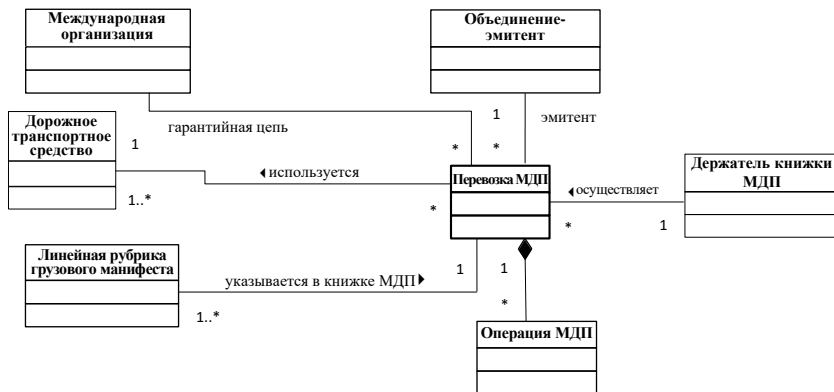 Международная
организация
Объединение-
эмитент
гарантийная цепь
1
1
эмитент
Дорожное
транспортное
средство
*
*
используется
1..*
*
Перевозка МДП
осуществляет
*
1
Держатель книжки
МДП
Линейная рубрика
грузового манифеста
указывается в книжке МДП
1
1
1..*
*
Операция МДП